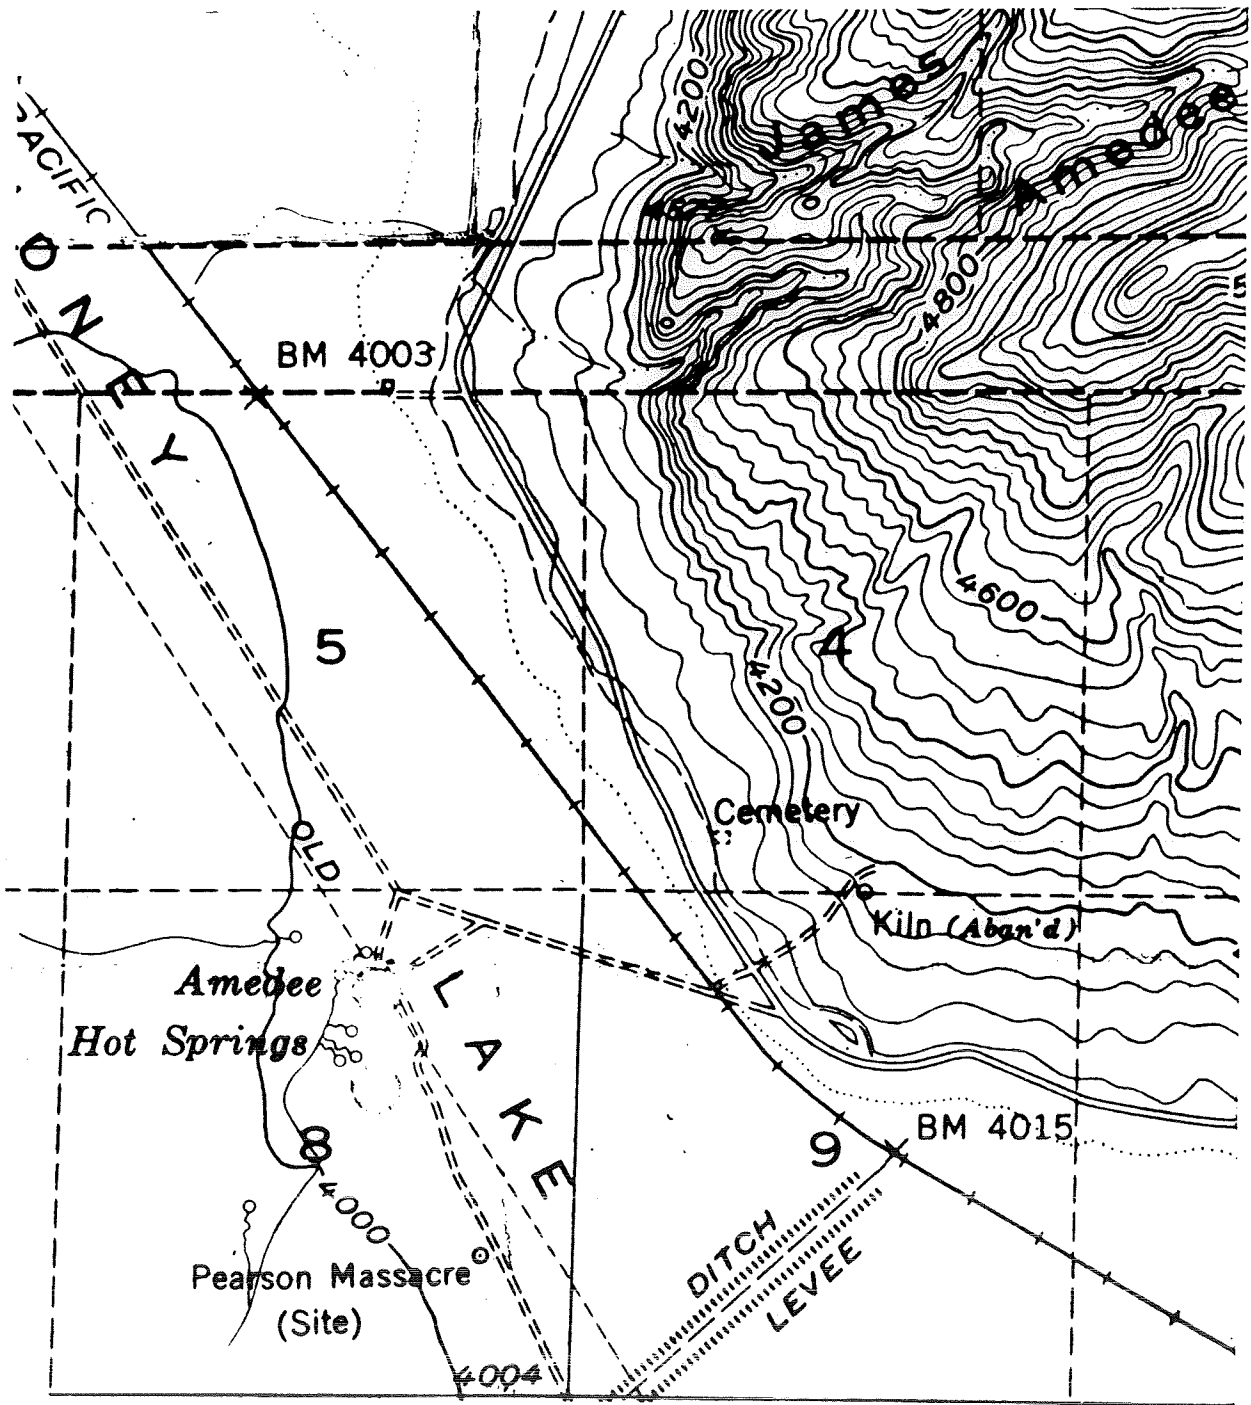 4200
James
Amedee
PACIFIC
ONEY
4800
BM 4003
5
4
4600
4200
Cemetery
OLD
Kiln (Aban'd)
Amedee
Hot Springs
LAKE
8
9
BM 4015
4000
DITCH
LEVEE
Pearson Massacre
(Site)
4004